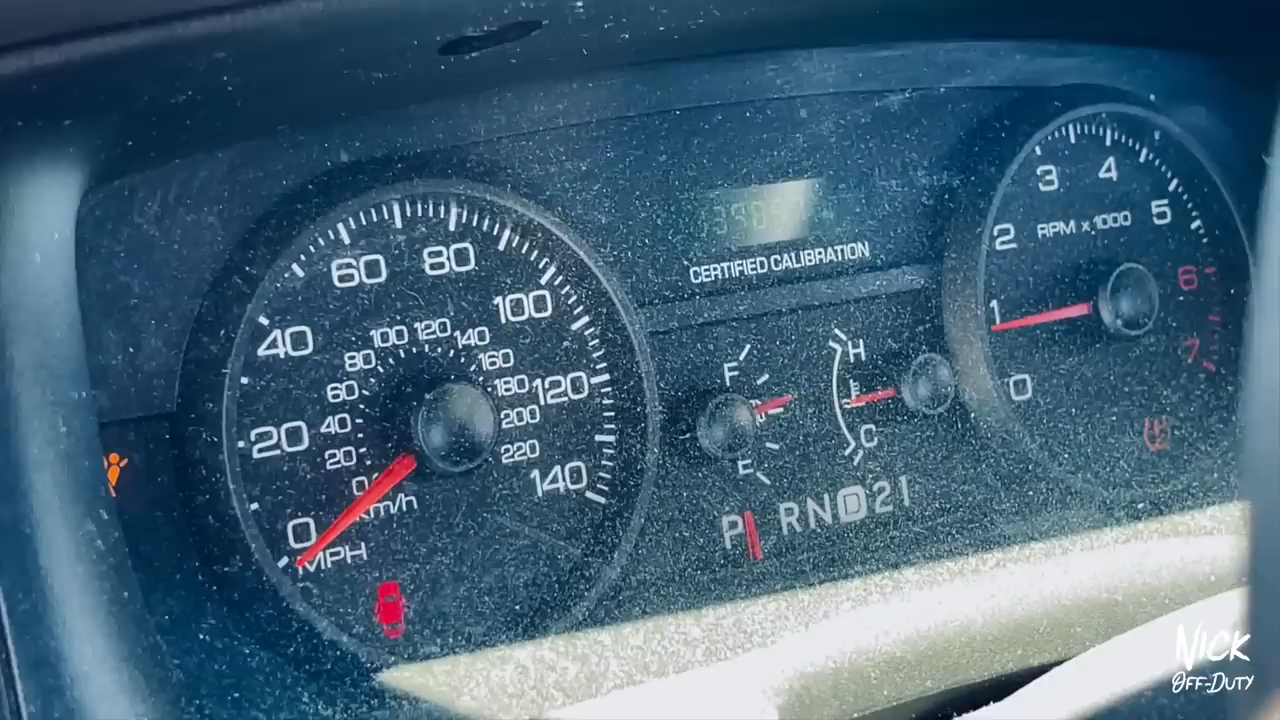 60 80
100
40
120
20
140
0
MPH
100 120
80 140
60 160
40 180
20 200
220
0
km/h
CERTIFIED CALIBRATION
F
E
H
C
P R N D 2 1
3 4
2 5
RPM x 1000
1 6
7
0
NICK
OFF-DUTY